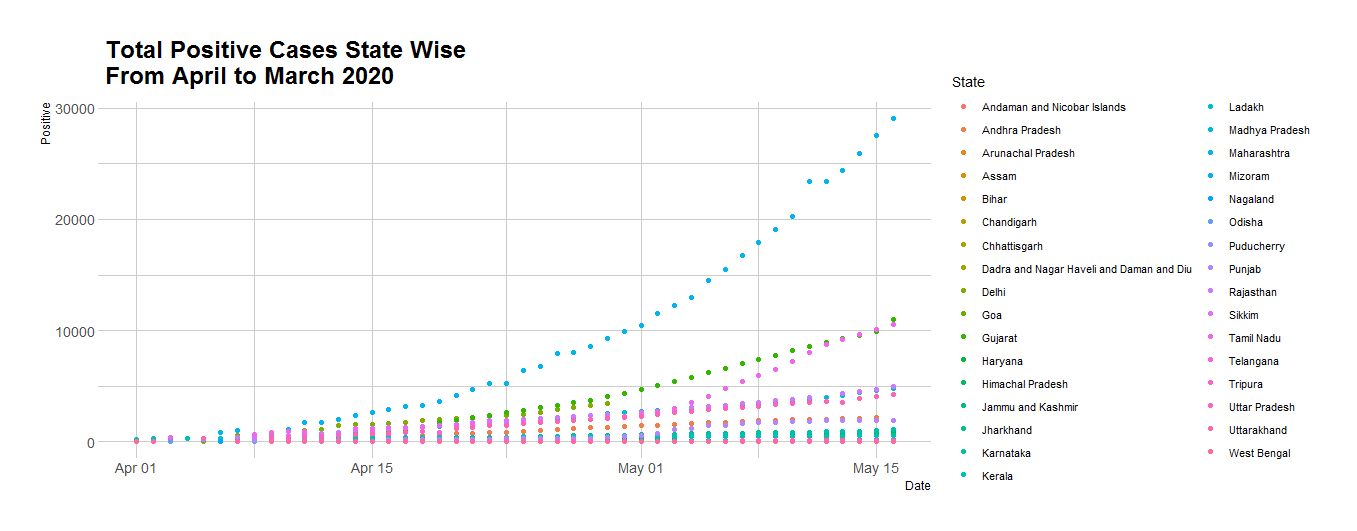 Total Positive Cases State Wise
From April to March 2020
Positive
30000
20000
10000
0
Apr 01
Apr 15
May 01
May 15
Date
State
Andaman and Nicobar Islands
Andhra Pradesh
Arunachal Pradesh
Assam
Bihar
Chandigarh
Chhattisgarh
Dadra and Nagar Haveli and Daman and Diu
Delhi
Goa
Gujarat
Haryana
Himachal Pradesh
Jammu and Kashmir
Jharkhand
Karnataka
Kerala
Ladakh
Madhya Pradesh
Maharashtra
Mizoram
Nagaland
Odisha
Puducherry
Punjab
Rajasthan
Sikkim
Tamil Nadu
Telangana
Tripura
Uttar Pradesh
Uttarakhand
West Bengal